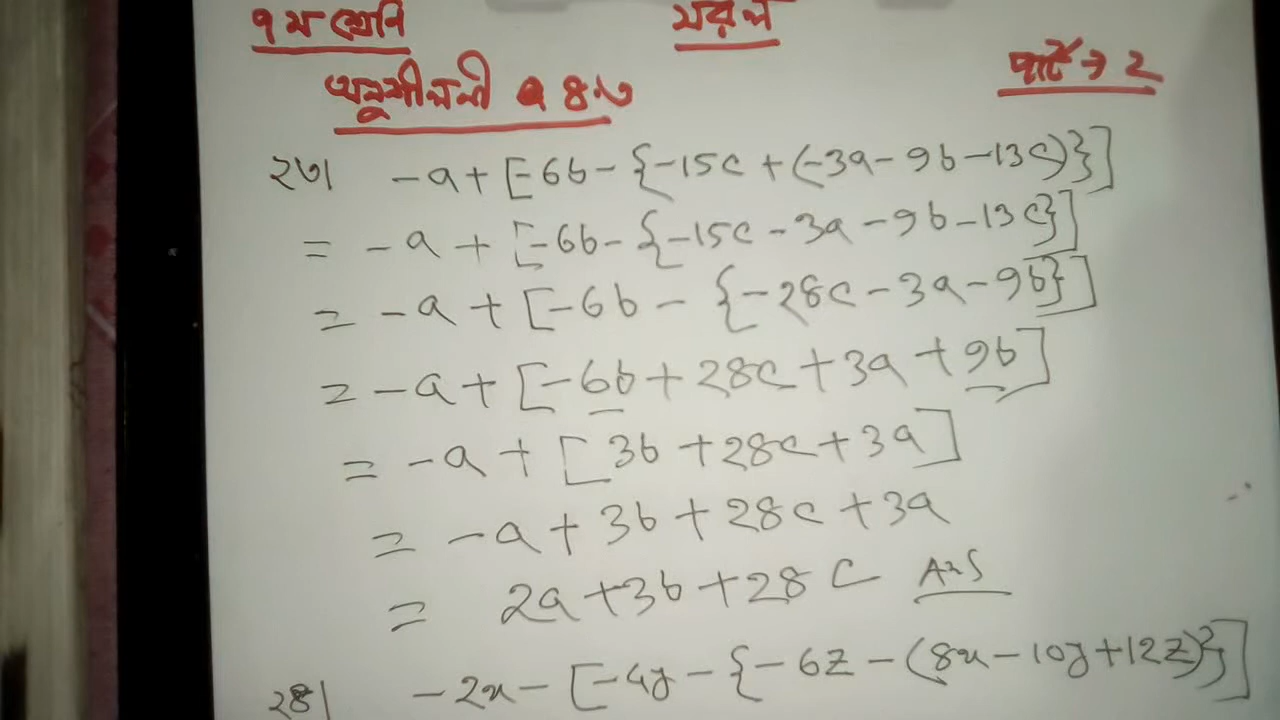 ৭ম শ্রেণি সরল
অনুশীলনী ৪.৩ পার্ট → 2
২৩। -a+[-6b-{-15c+(-3a-9b-13c)}]
= -a+[-6b-{-15c-3a-9b-13c}]
= -a+[-6b-{-28c-3a-9b}]
= -a+[-6b+28c+3a+9b]
= -a+[3b+28c+3a]
= -a+3b+28c+3a
= 2a+3b+28c Ans
২৪। -2x-[-4y-{-6z-(8x-10y+12z)}]